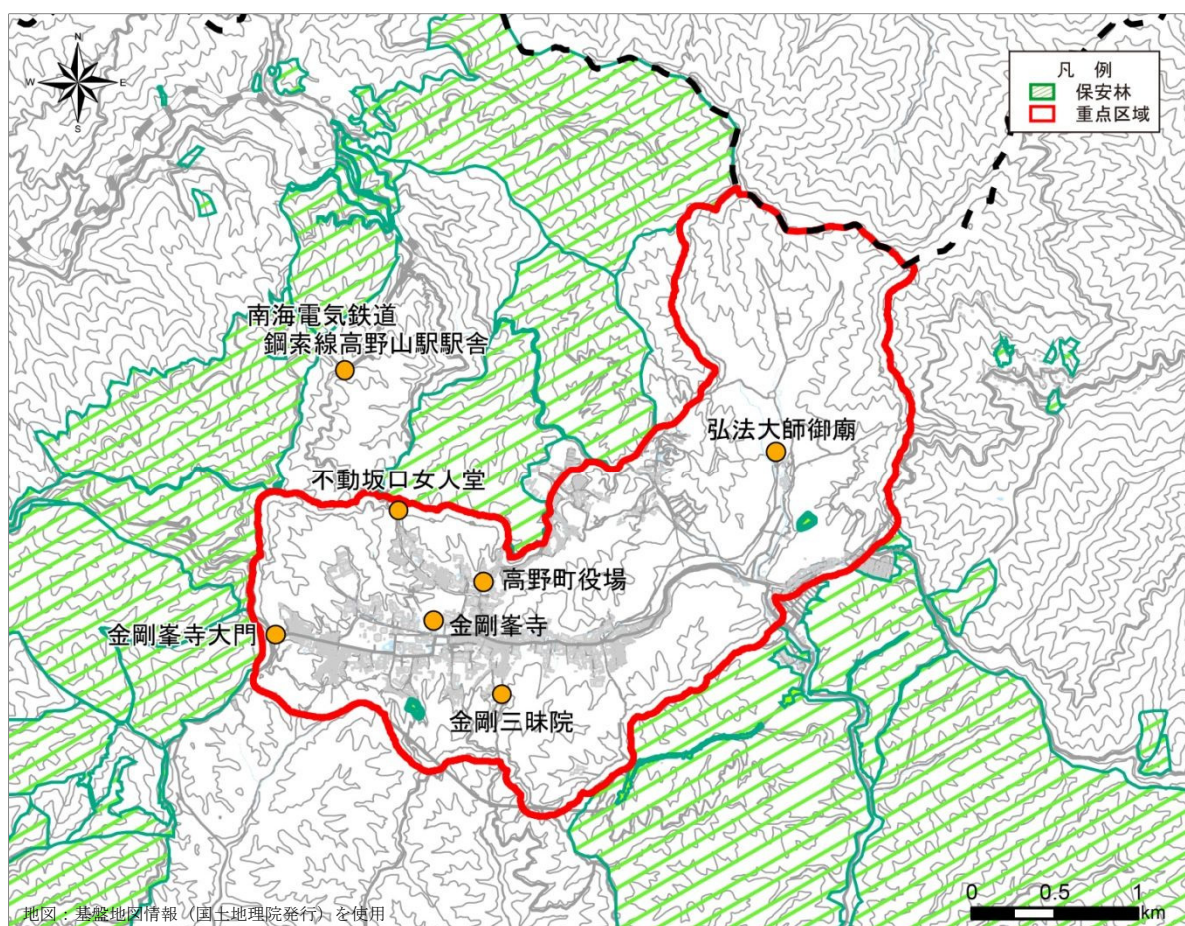 N
W
E
S
凡 例
保安林
重点区域
南海電気鉄道
鋼索線高野山駅駅舎
弘法大師御廟
不動坂口女人堂
高野町役場
金剛峯寺
金剛峯寺大門
金剛三昧院
0 0.5 1
km
地図：基盤地図情報（国土地理院発行）を使用